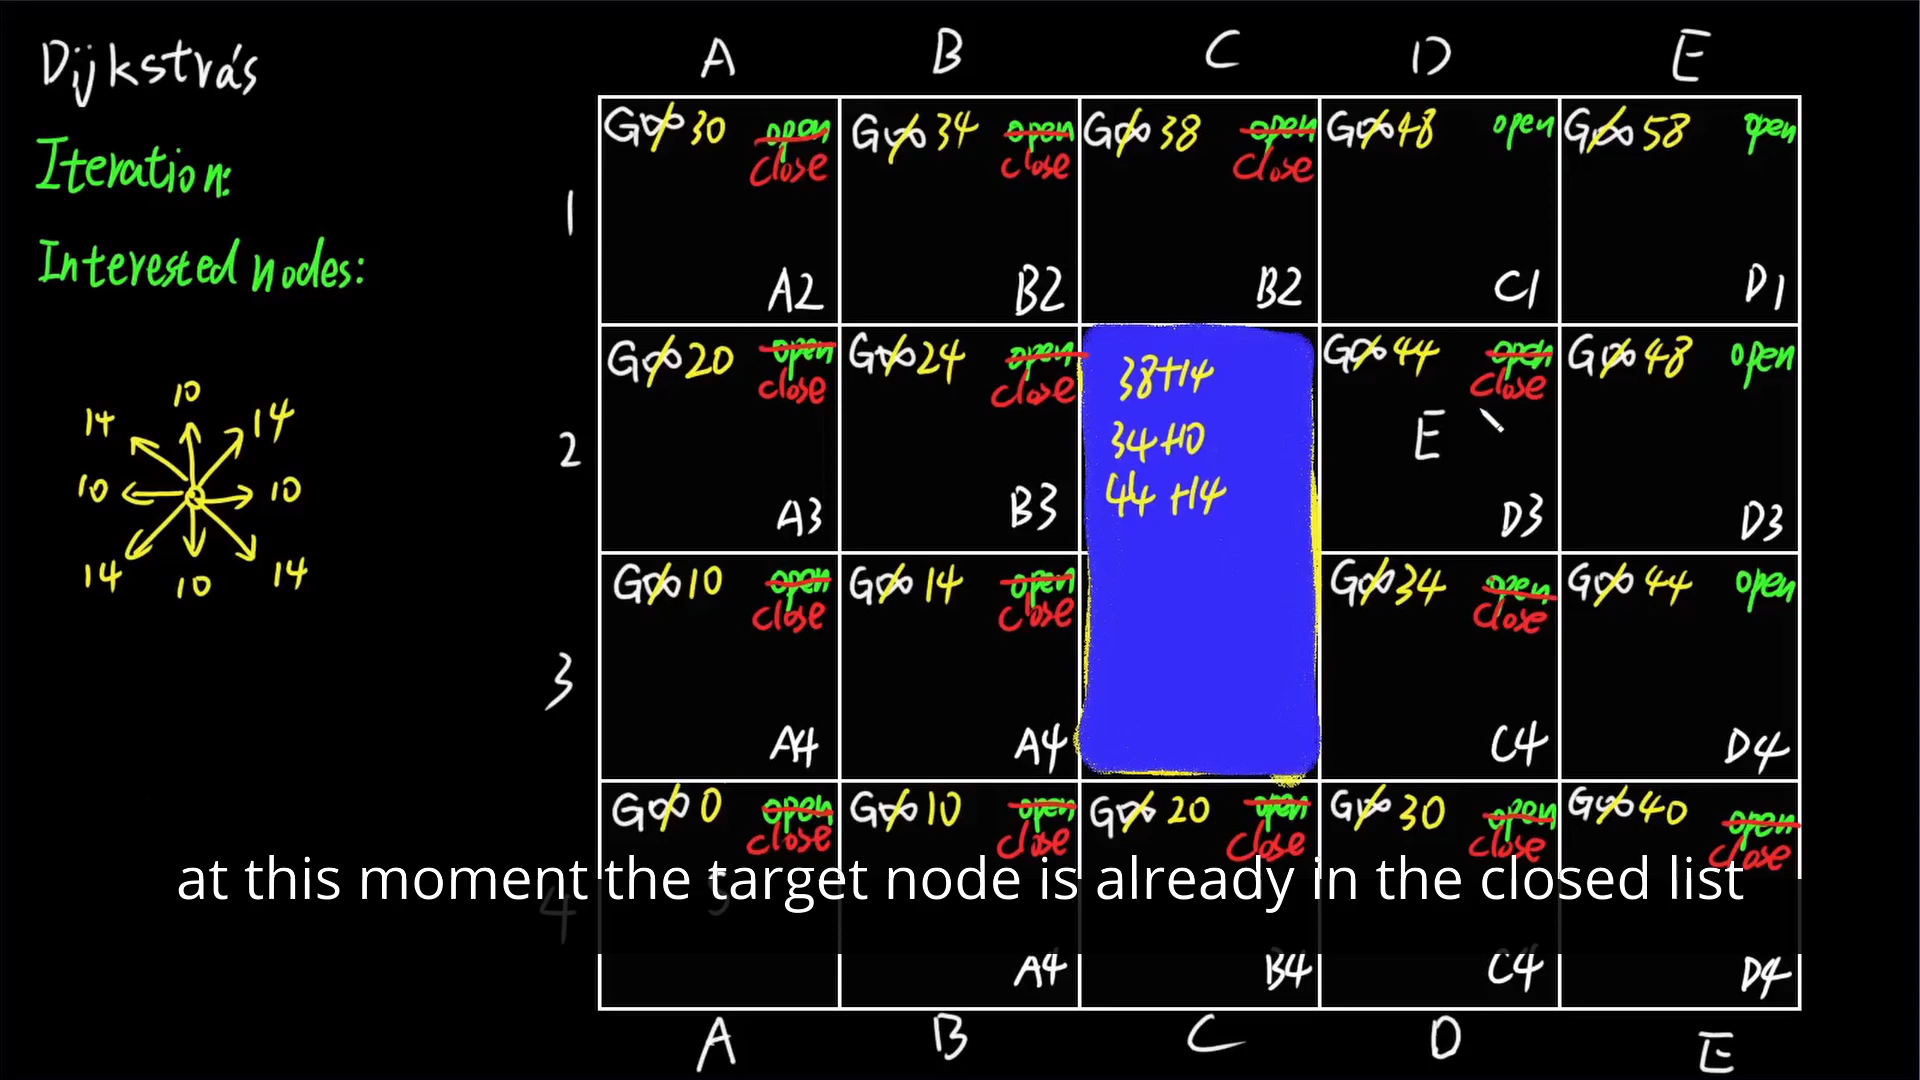 Dijkstra's
Iteration:
Interested nodes:
14 10 14
10 10
14 10 14
A B C D E
1
G∞ 30 open close A2
G∞ 34 open close B2
G∞ 38 open close B2
G∞ 48 open C1
G∞ 58 open D1
2
G∞ 20 open close A3
G∞ 24 open close B3
38+14
34+10
44+14
G∞ 44 open close E D3
G∞ 48 open D3
3
G∞ 10 open close A4
G∞ 14 open close A4
G∞ 34 open close C4
G∞ 44 open D4
4
G∞ 0 open close S
G∞ 10 open close A4
G∞ 20 open close B4
G∞ 30 open close C4
G∞ 40 open close D4
at this moment the target node is already in the closed list
A B C D E